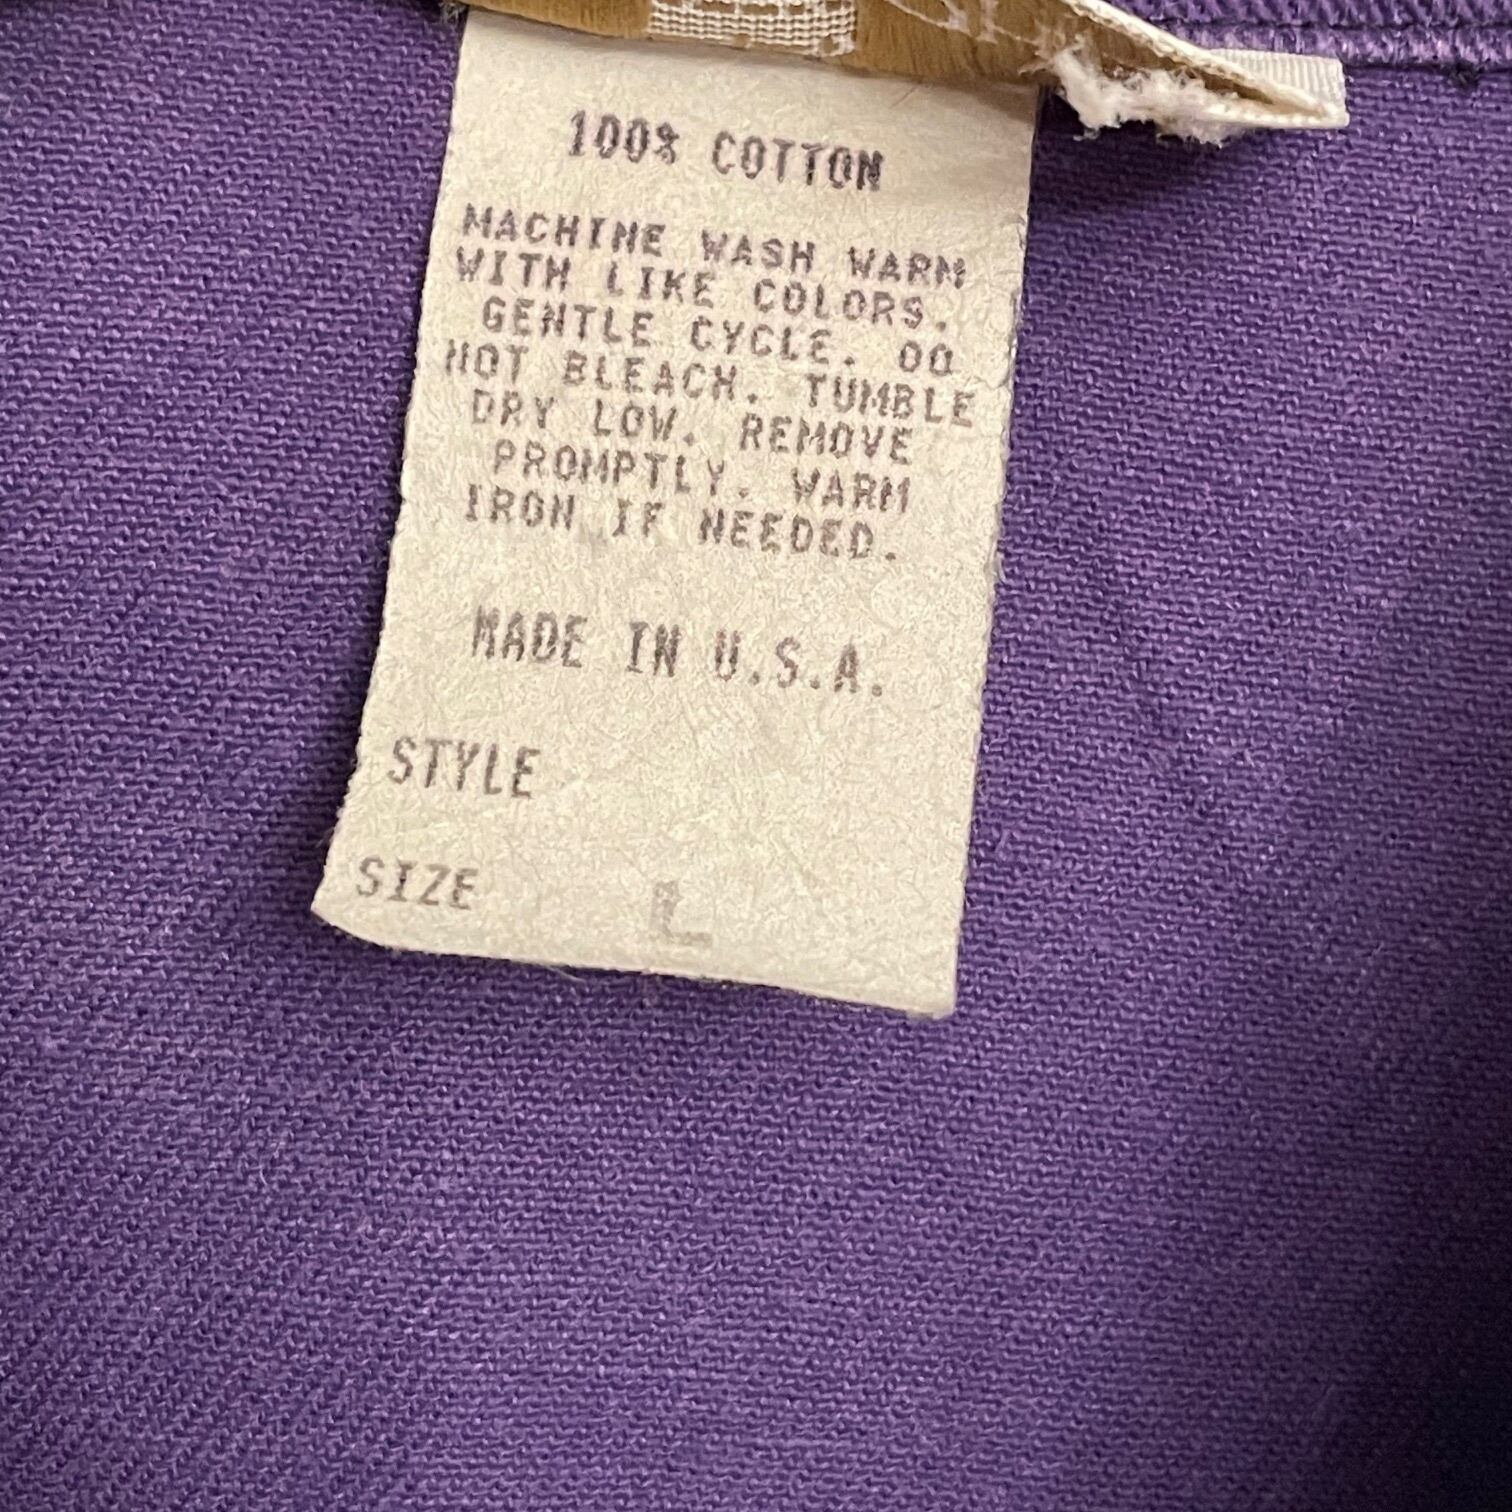 100% COTTON
MACHINE WASH WARM
WITH LIKE COLORS.
GENTLE CYCLE. DO
NOT BLEACH. TUMBLE
DRY LOW. REMOVE
PROMPTLY. WARM
IRON IF NEEDED.
MADE IN U.S.A.
STYLE
SIZE L